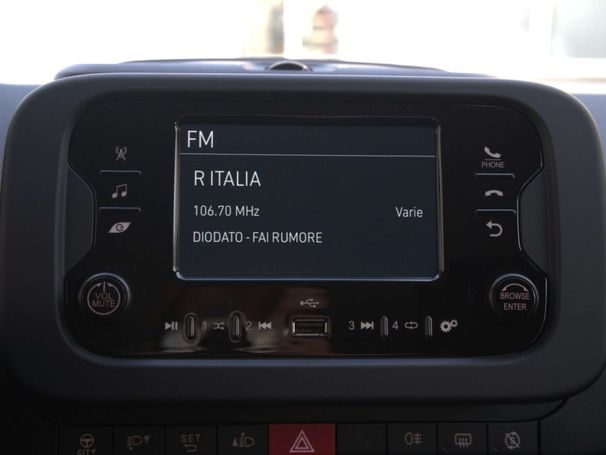 FM
R ITALIA
106.70 MHz Varie
DIODATO - FAI RUMORE
PHONE
VOL MUTE
BROWSE ENTER
1 2 3 4
CITY SET